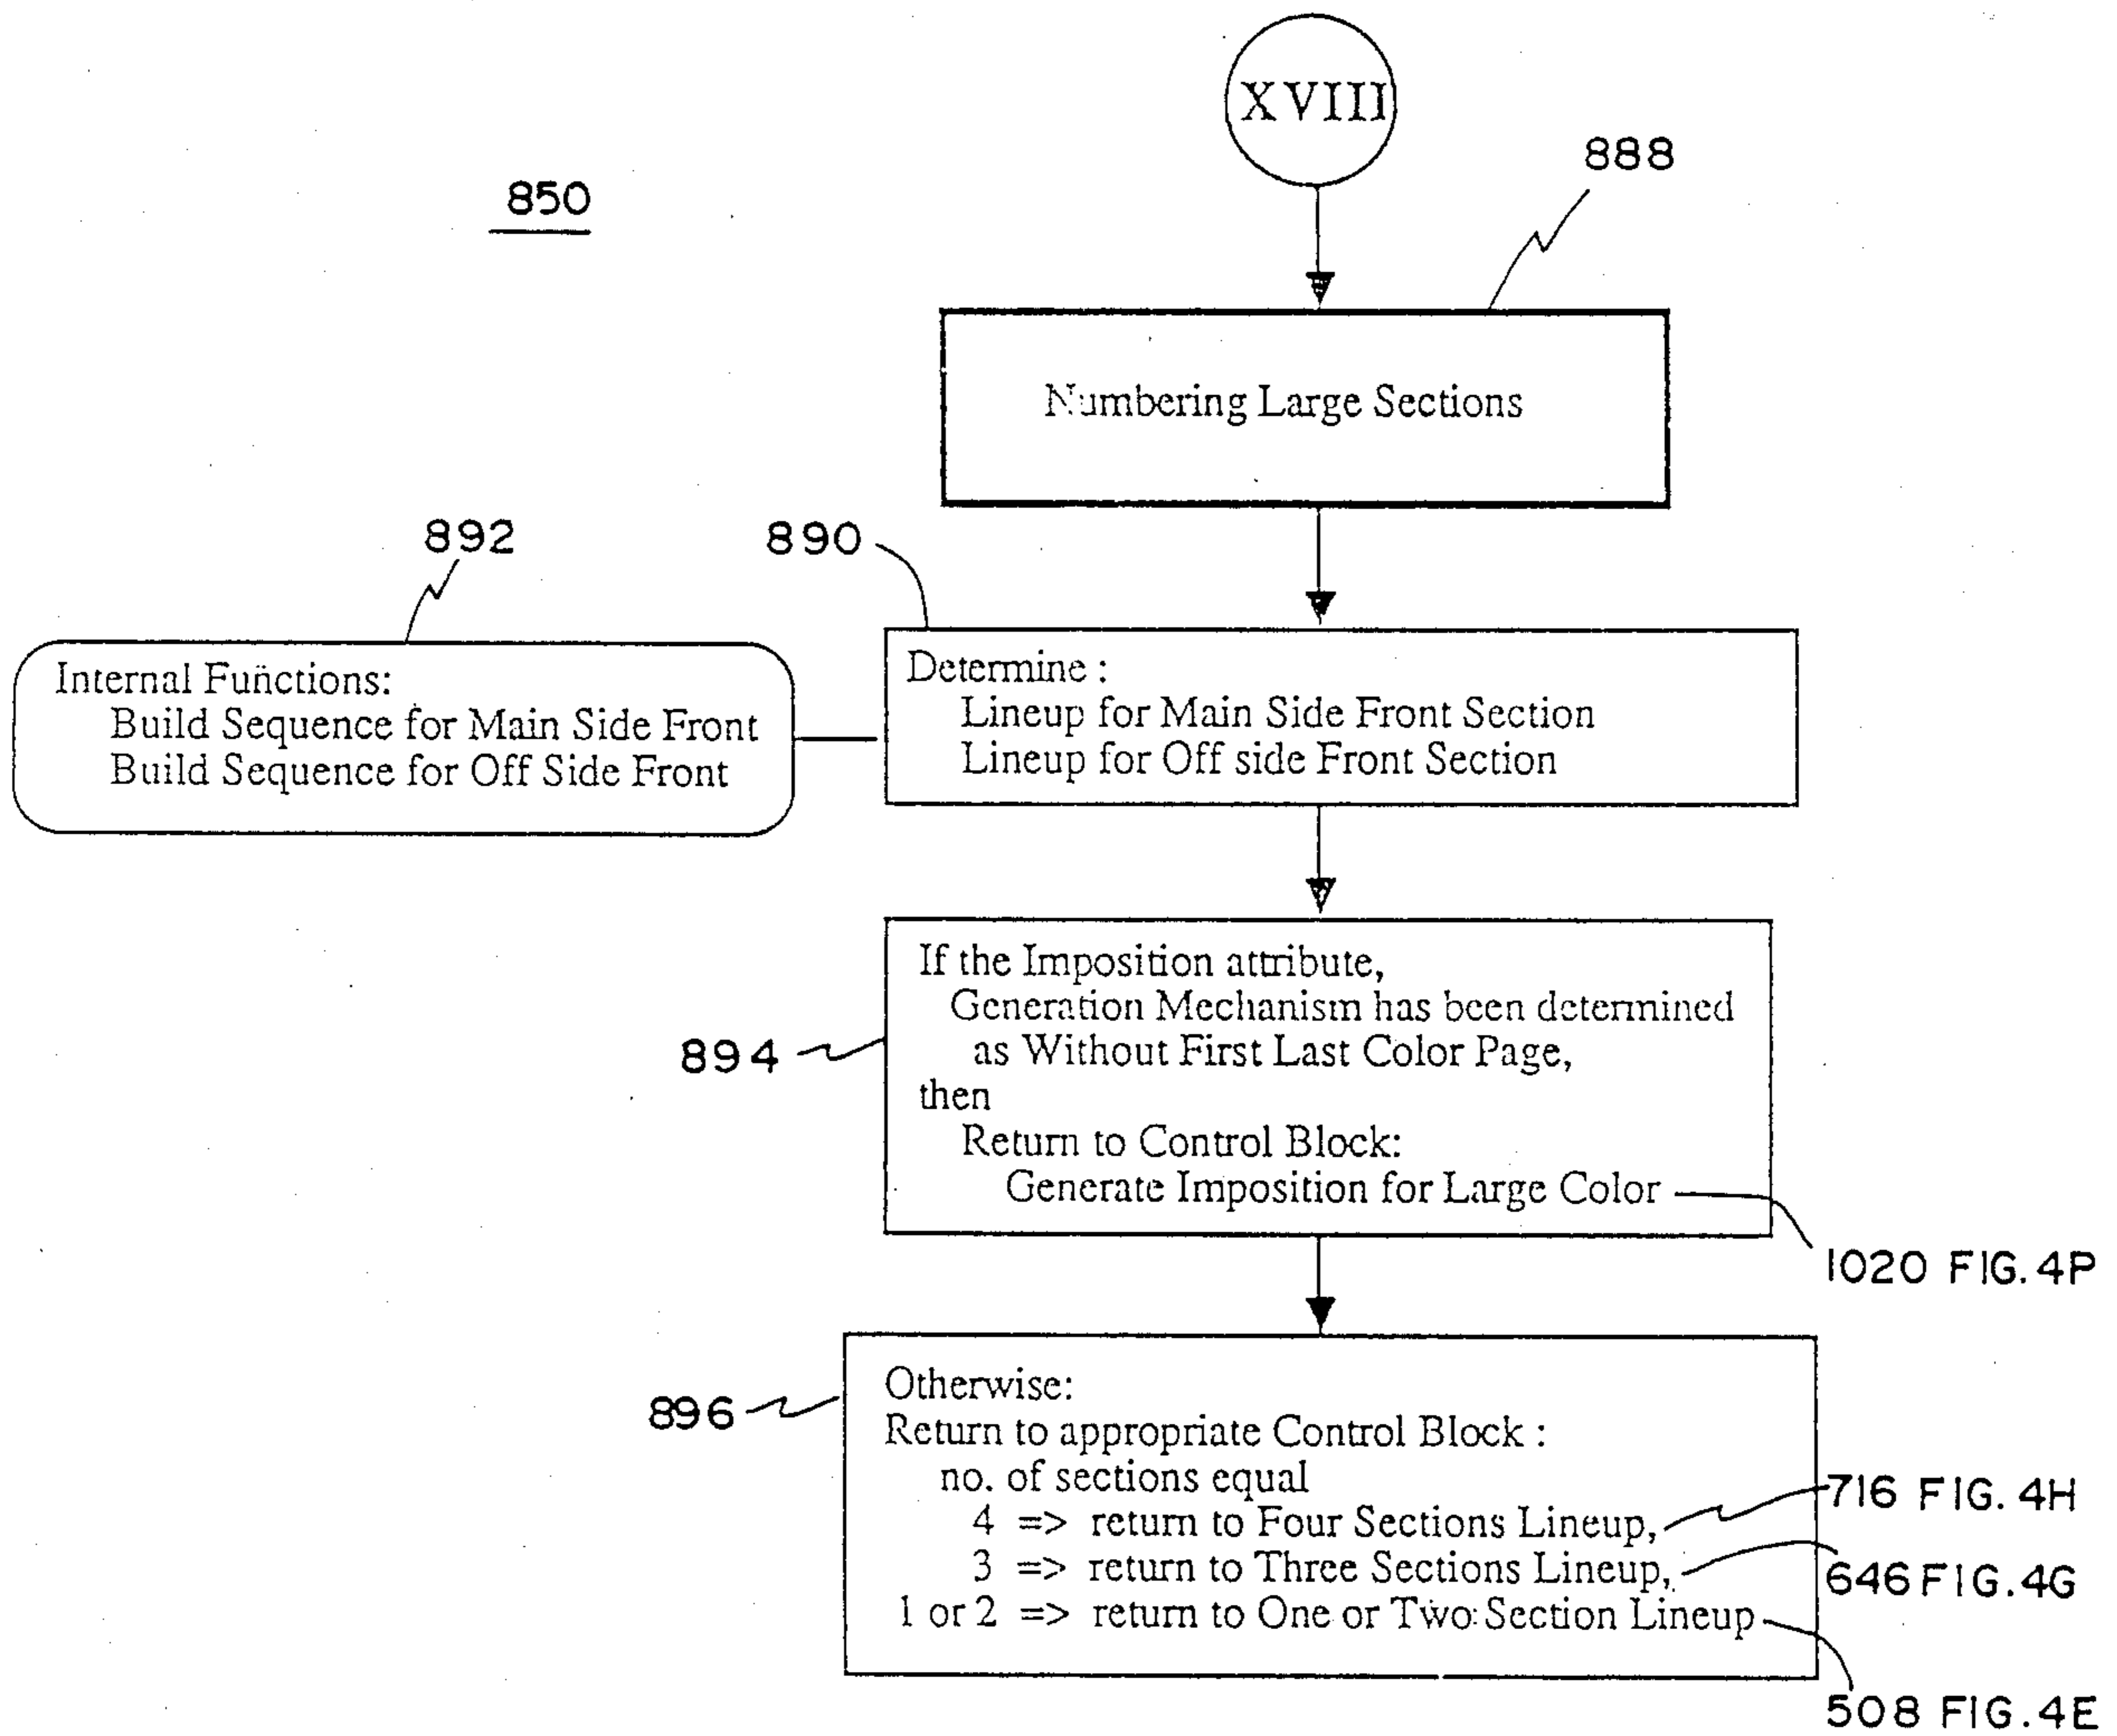 XVIII
850
888
Numbering Large Sections
892
890
Internal Functions:
Build Sequence for Main Side Front
Build Sequence for Off Side Front
Determine :
Lineup for Main Side Front Section
Lineup for Off side Front Section
894
If the Imposition attribute,
Generation Mechanism has been determined
as Without First Last Color Page,
then
Return to Control Block:
Generate Imposition for Large Color
1020 FIG. 4P
896
Otherwise:
Return to appropriate Control Block :
no. of sections equal
4 => return to Four Sections Lineup,
716 FIG. 4H
3 => return to Three Sections Lineup,
646 FIG. 4G
1 or 2 => return to One or Two Section Lineup
508 FIG. 4E